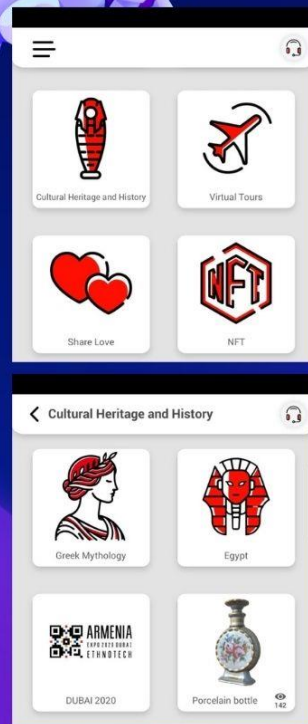 Cultural Heritage and History
Virtual Tours
Share Love
NFT
NFT
Cultural Heritage and History
Greek Mythology
Egypt
ARMENIA
EXPO 2020 DUBAI
ETHNOTECH
DUBAI 2020
Porcelain bottle
142